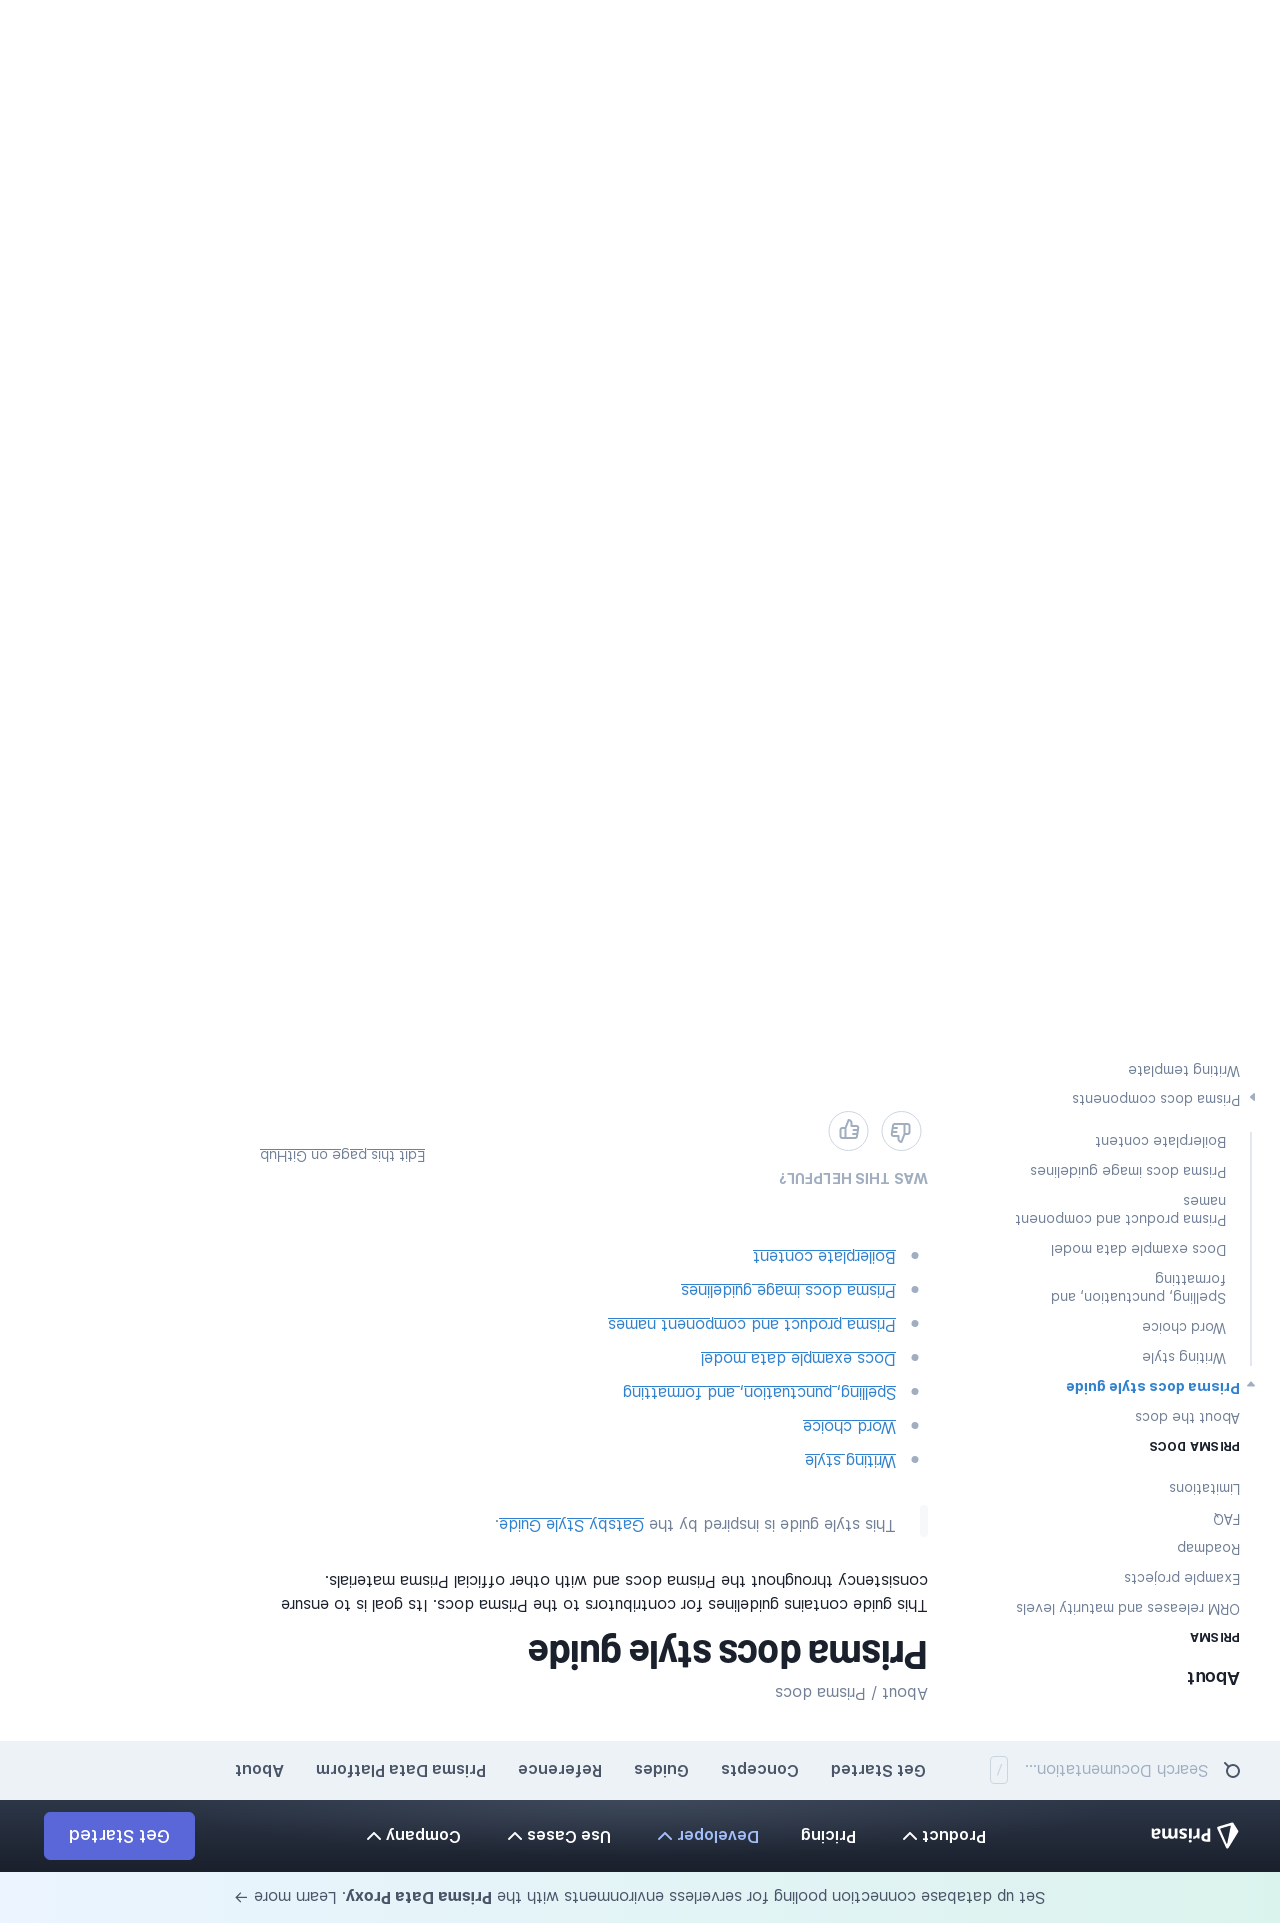 Set up database connection pooling for serverless environments with the Prisma Data Proxy. Learn more →
Prisma
Product
Pricing
Developer
Use Cases
Company
Get Started
Search Documentation...
/
Get Started
Concepts
Guides
Reference
Prisma Data Platform
About
About
PRISMA
ORM releases and maturity levels
Example projects
Roadmap
FAQ
Limitations
PRISMA DOCS
About the docs
Prisma docs style guide
Writing style
Word choice
Spelling, punctuation, and
formatting
Docs example data model
Prisma product and component
names
Prisma docs image guidelines
Boilerplate content
Prisma docs components
Writing template
About / Prisma docs
Prisma docs style guide
This guide contains guidelines for contributors to the Prisma docs. Its goal is to ensure
consistency throughout the Prisma docs and with other official Prisma materials.
This style guide is inspired by the Gatsby Style Guide.
Writing style
Word choice
Spelling, punctuation, and formatting
Docs example data model
Prisma product and component names
Prisma docs image guidelines
Boilerplate content
WAS THIS HELPFUL?
Edit this page on GitHub